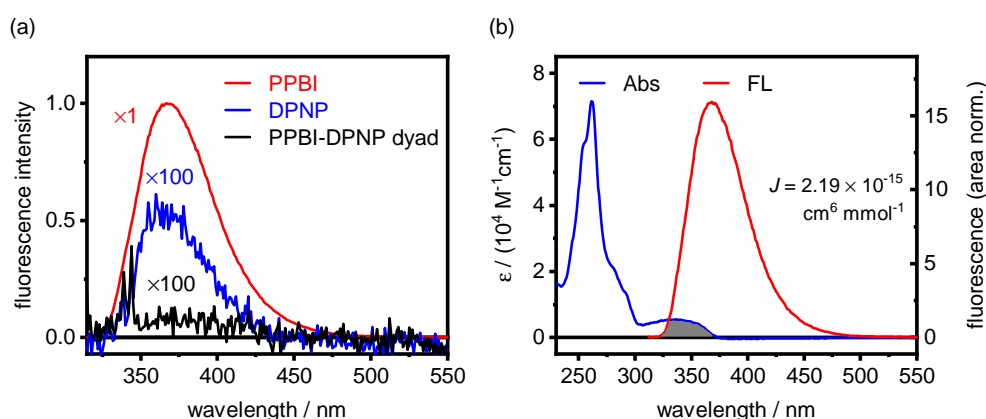 (a)
PPBI
DPNP
PPBI-DPNP dyad
×1
×100
×100
fluorescence intensity
1.0
0.5
0.0
350 400 450 500 550
wavelength / nm
(b)
Abs FL
J = 2.19 × 10⁻¹⁵
cm⁶ mmol⁻¹
ε / (10⁴ M⁻¹cm⁻¹)
8
6
4
2
0
15
10
5
0
fluorescence (area norm.)
250 300 350 400 450 500 550
wavelength / nm